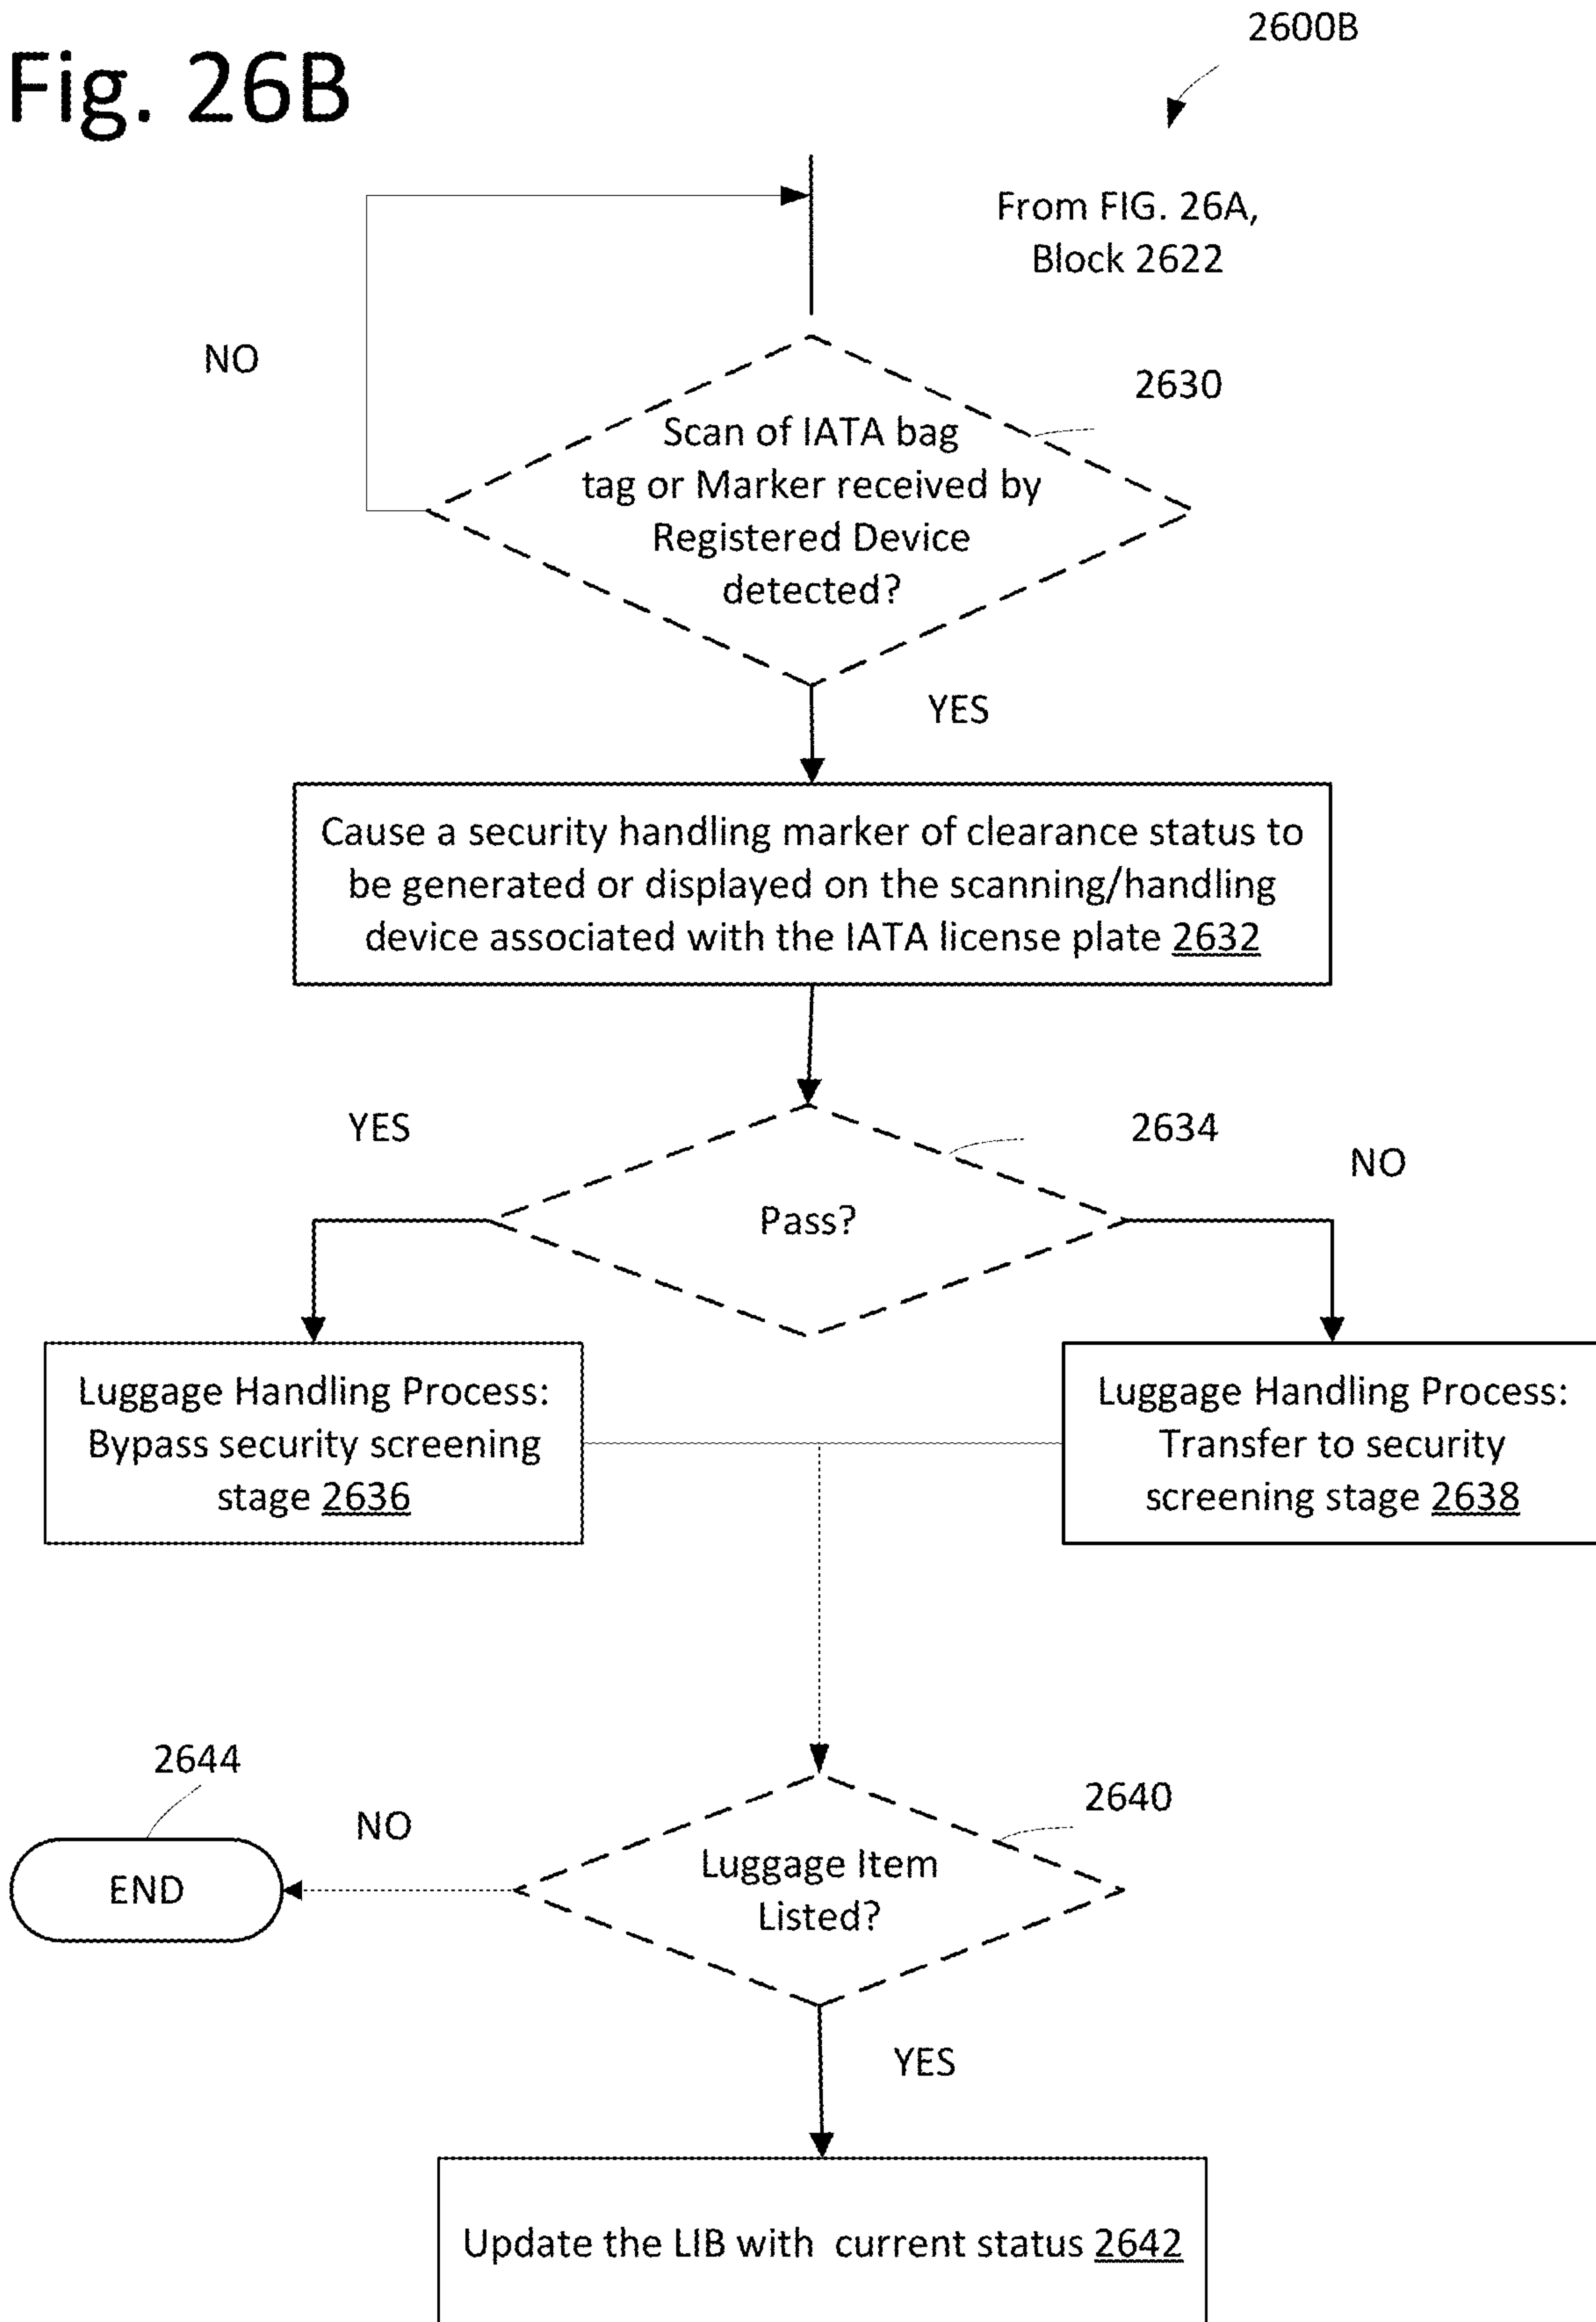 2600B
Fig. 26B
From FIG. 26A,
Block 2622
NO
2630
Scan of IATA bag
tag or Marker received by
Registered Device
detected?
YES
Cause a security handling marker of clearance status to
be generated or displayed on the scanning/handling
device associated with the IATA license plate 2632
YES
2634
NO
Pass?
Luggage Handling Process:
Bypass security screening
stage 2636
Luggage Handling Process:
Transfer to security
screening stage 2638
2644
2640
NO
END
Luggage Item
Listed?
YES
Update the LIB with current status 2642